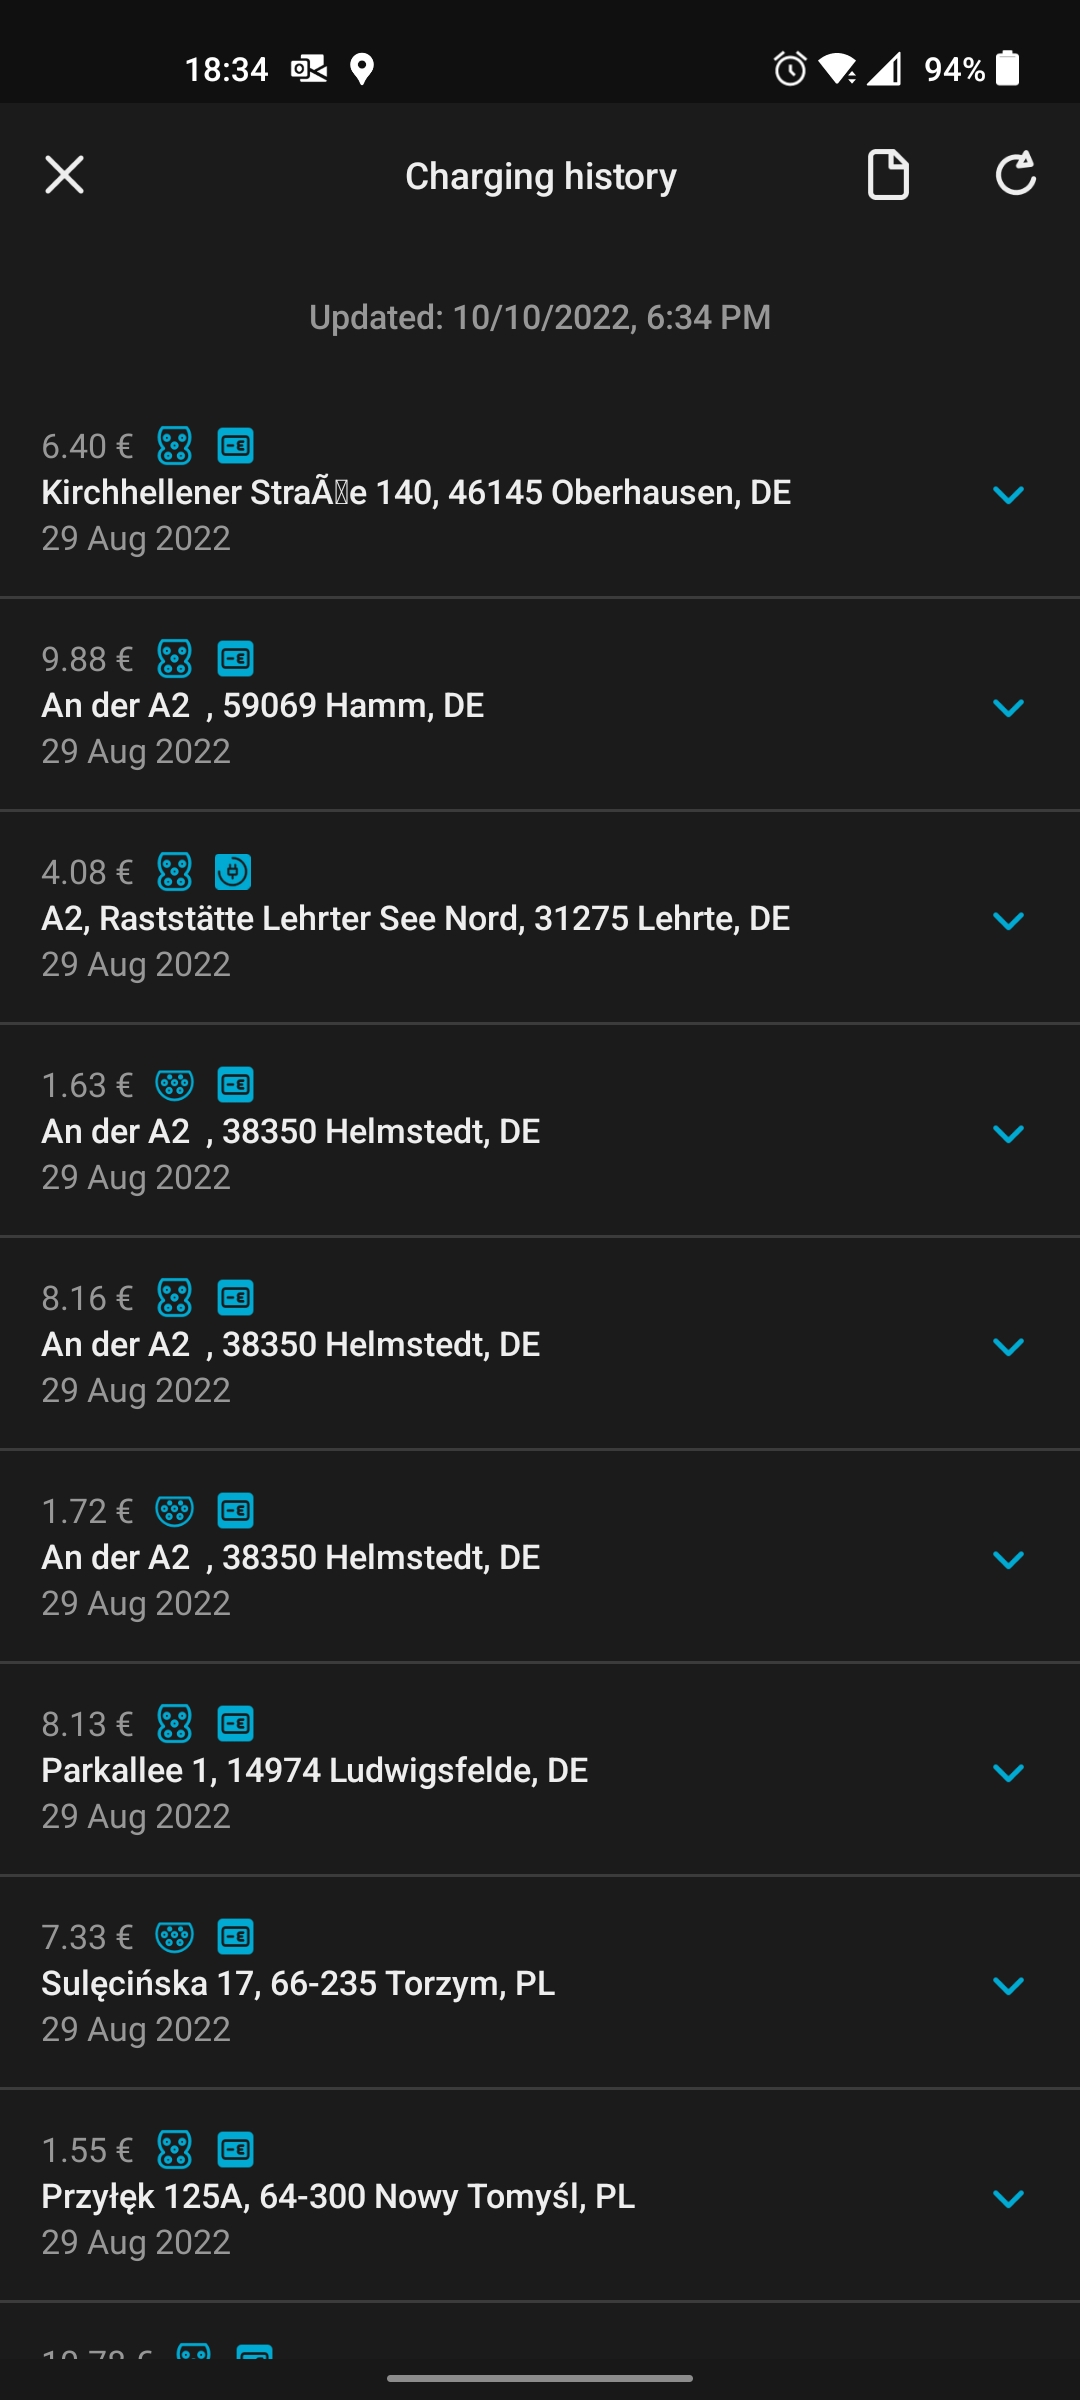 18:34
94%
Charging history
Updated: 10/10/2022, 6:34 PM
6.40 €
Kirchhellener StraÃe 140, 46145 Oberhausen, DE
29 Aug 2022
9.88 €
An der A2 , 59069 Hamm, DE
29 Aug 2022
4.08 €
A2, Raststätte Lehrter See Nord, 31275 Lehrte, DE
29 Aug 2022
1.63 €
An der A2 , 38350 Helmstedt, DE
29 Aug 2022
8.16 €
An der A2 , 38350 Helmstedt, DE
29 Aug 2022
1.72 €
An der A2 , 38350 Helmstedt, DE
29 Aug 2022
8.13 €
Parkallee 1, 14974 Ludwigsfelde, DE
29 Aug 2022
7.33 €
Sulęcińska 17, 66-235 Torzym, PL
29 Aug 2022
1.55 €
Przyłęk 125A, 64-300 Nowy Tomyśl, PL
29 Aug 2022